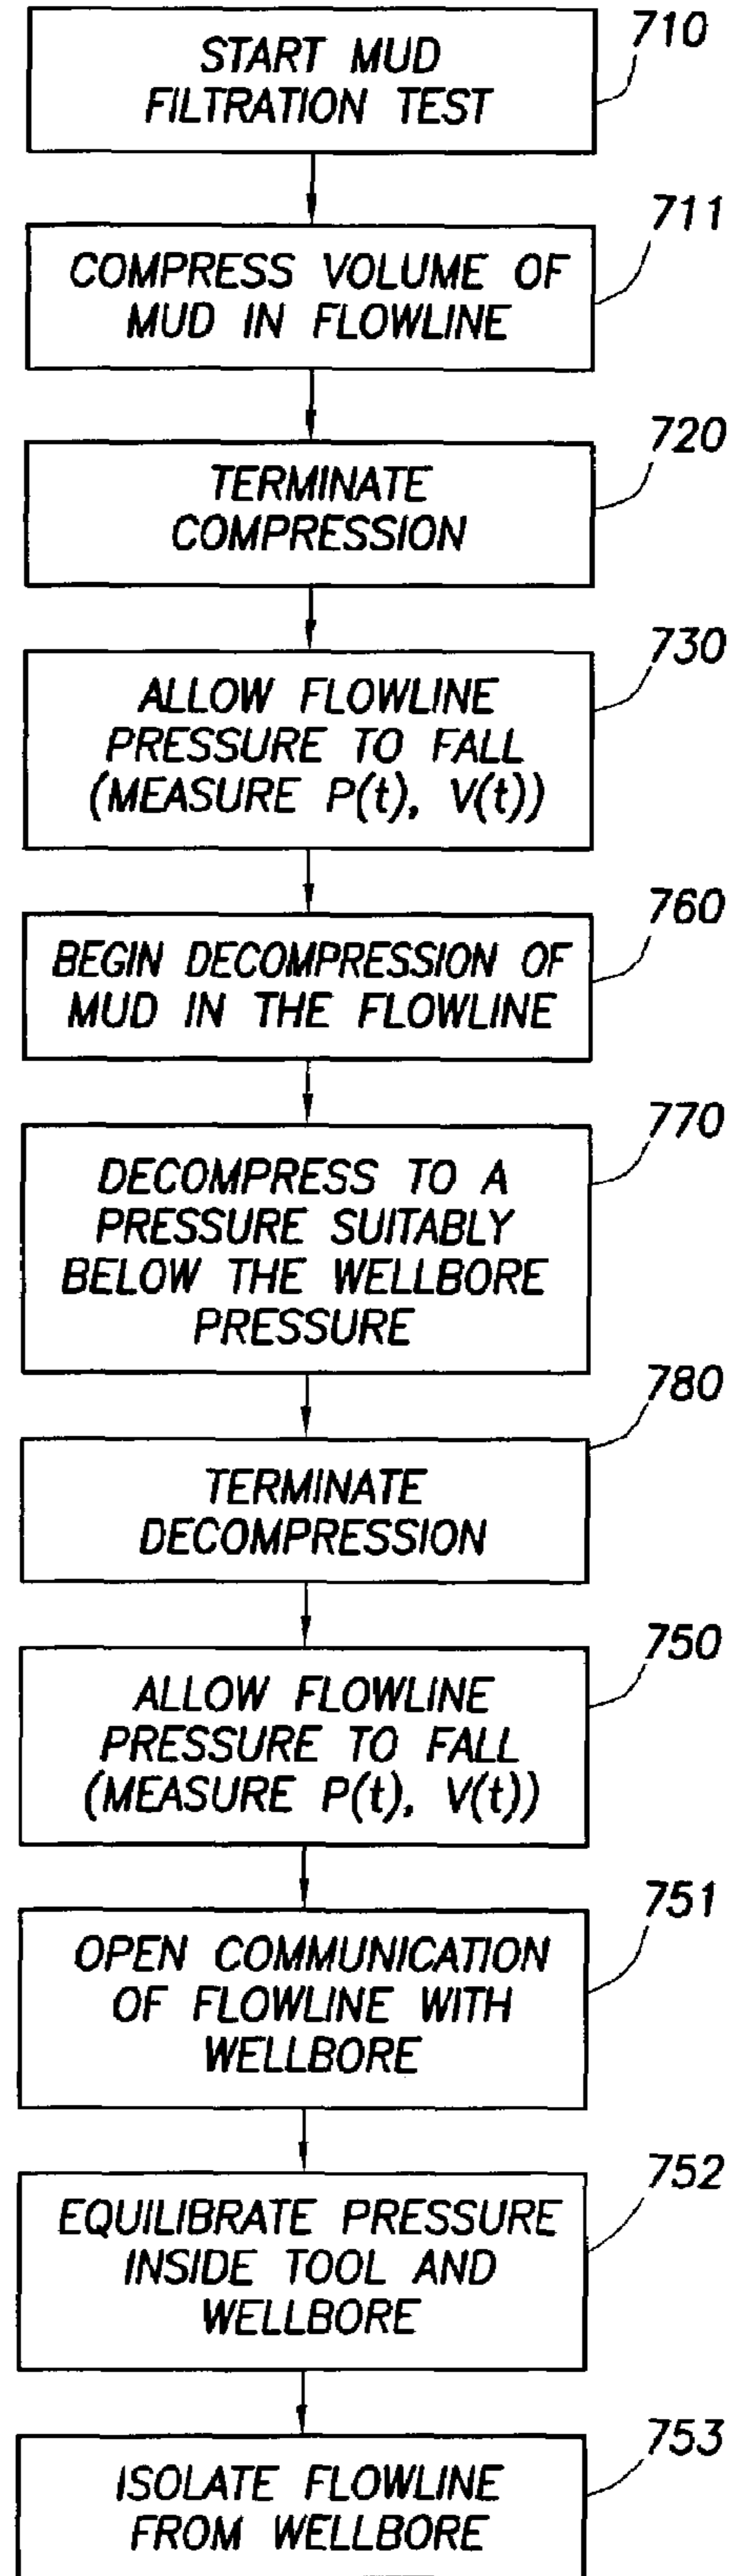 710
START MUD
FILTRATION TEST
711
COMPRESS VOLUME OF
MUD IN FLOWLINE
720
TERMINATE
COMPRESSION
730
ALLOW FLOWLINE
PRESSURE TO FALL
(MEASURE P(t), V(t))
760
BEGIN DECOMPRESSION OF
MUD IN THE FLOWLINE
770
DECOMPRESS TO A
PRESSURE SUITABLY
BELOW THE WELLBORE
PRESSURE
780
TERMINATE
DECOMPRESSION
750
ALLOW FLOWLINE
PRESSURE TO FALL
(MEASURE P(t), V(t))
751
OPEN COMMUNICATION
OF FLOWLINE WITH
WELLBORE
752
EQUILIBRATE PRESSURE
INSIDE TOOL AND
WELLBORE
753
ISOLATE FLOWLINE
FROM WELLBORE